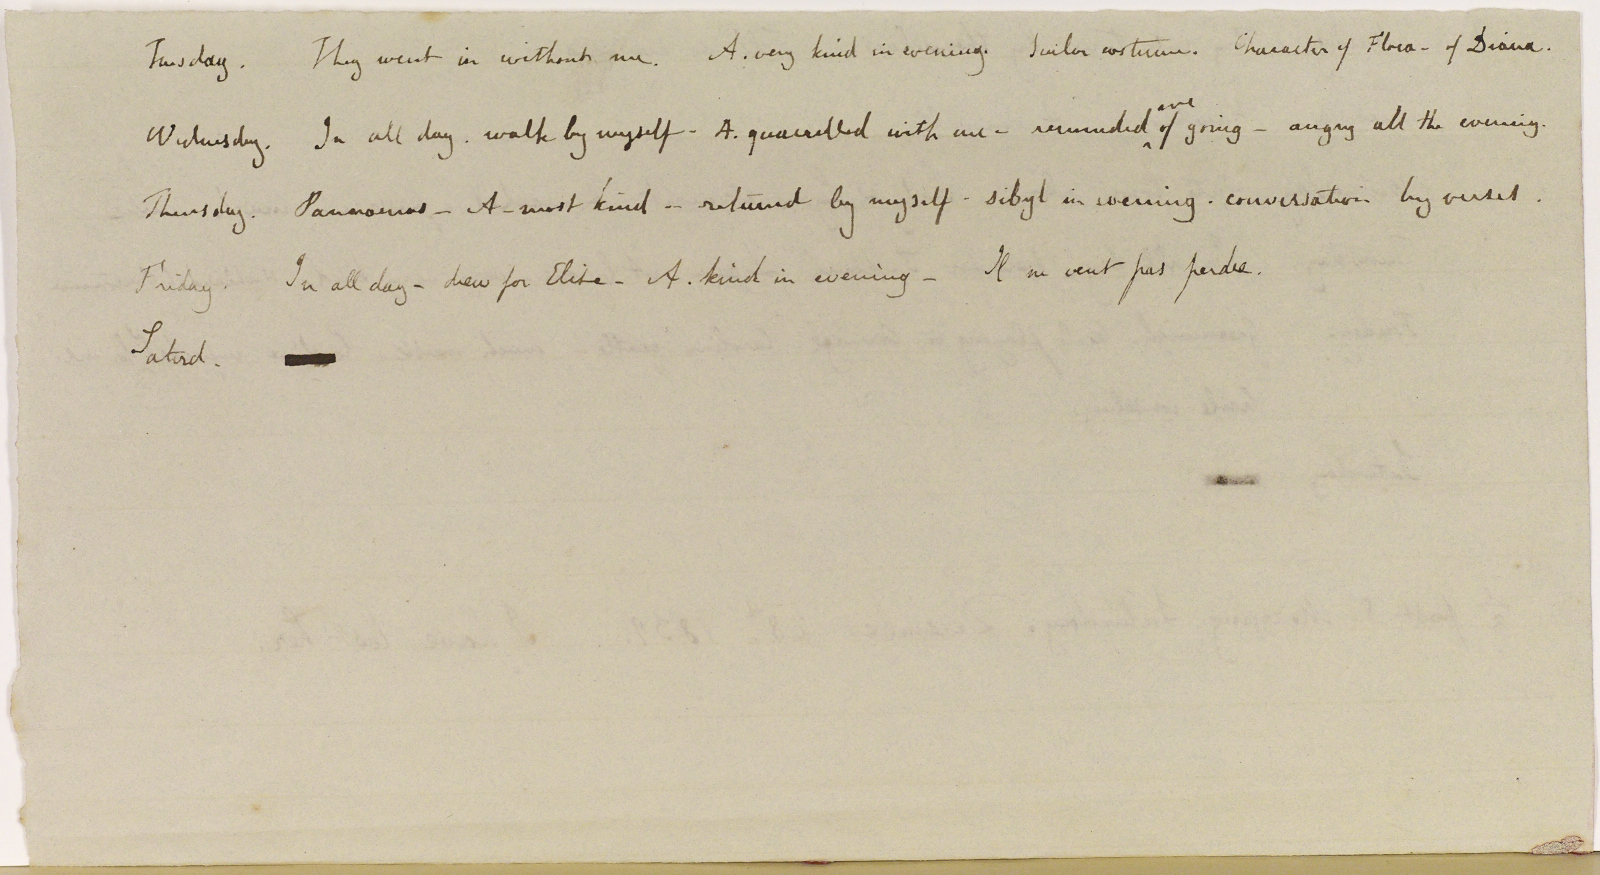 Tuesday. They went in without me. A. very kind in evening. Sailor costume. Character of Flora - of Diana.
Wednesday. In all day. walk by myself - A. quarrelled with me - reminded of ave going - angry all the evening.
Thursday. Panoramas - A - most kind - returned by myself - sibyl in evening. conversation by verses.
Friday. In all day - drew for Elise - A. kind in evening - Il ne veut pas perdre.
Saturd.